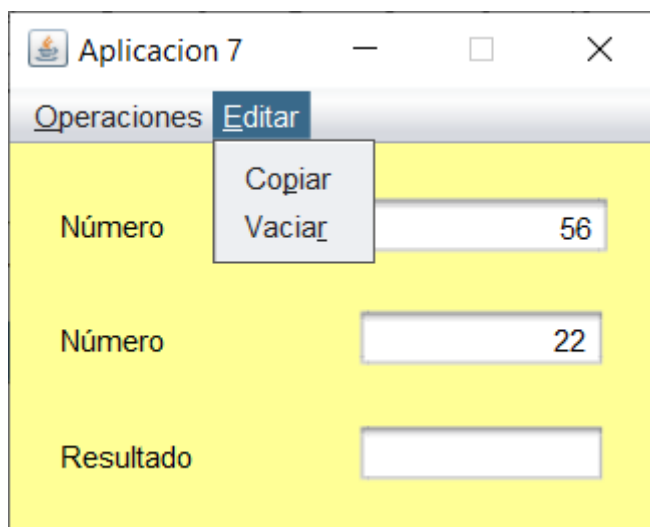 Aplicacion 7
Operaciones Editar
Copiar
Vaciar
Número 56
Número 22
Resultado